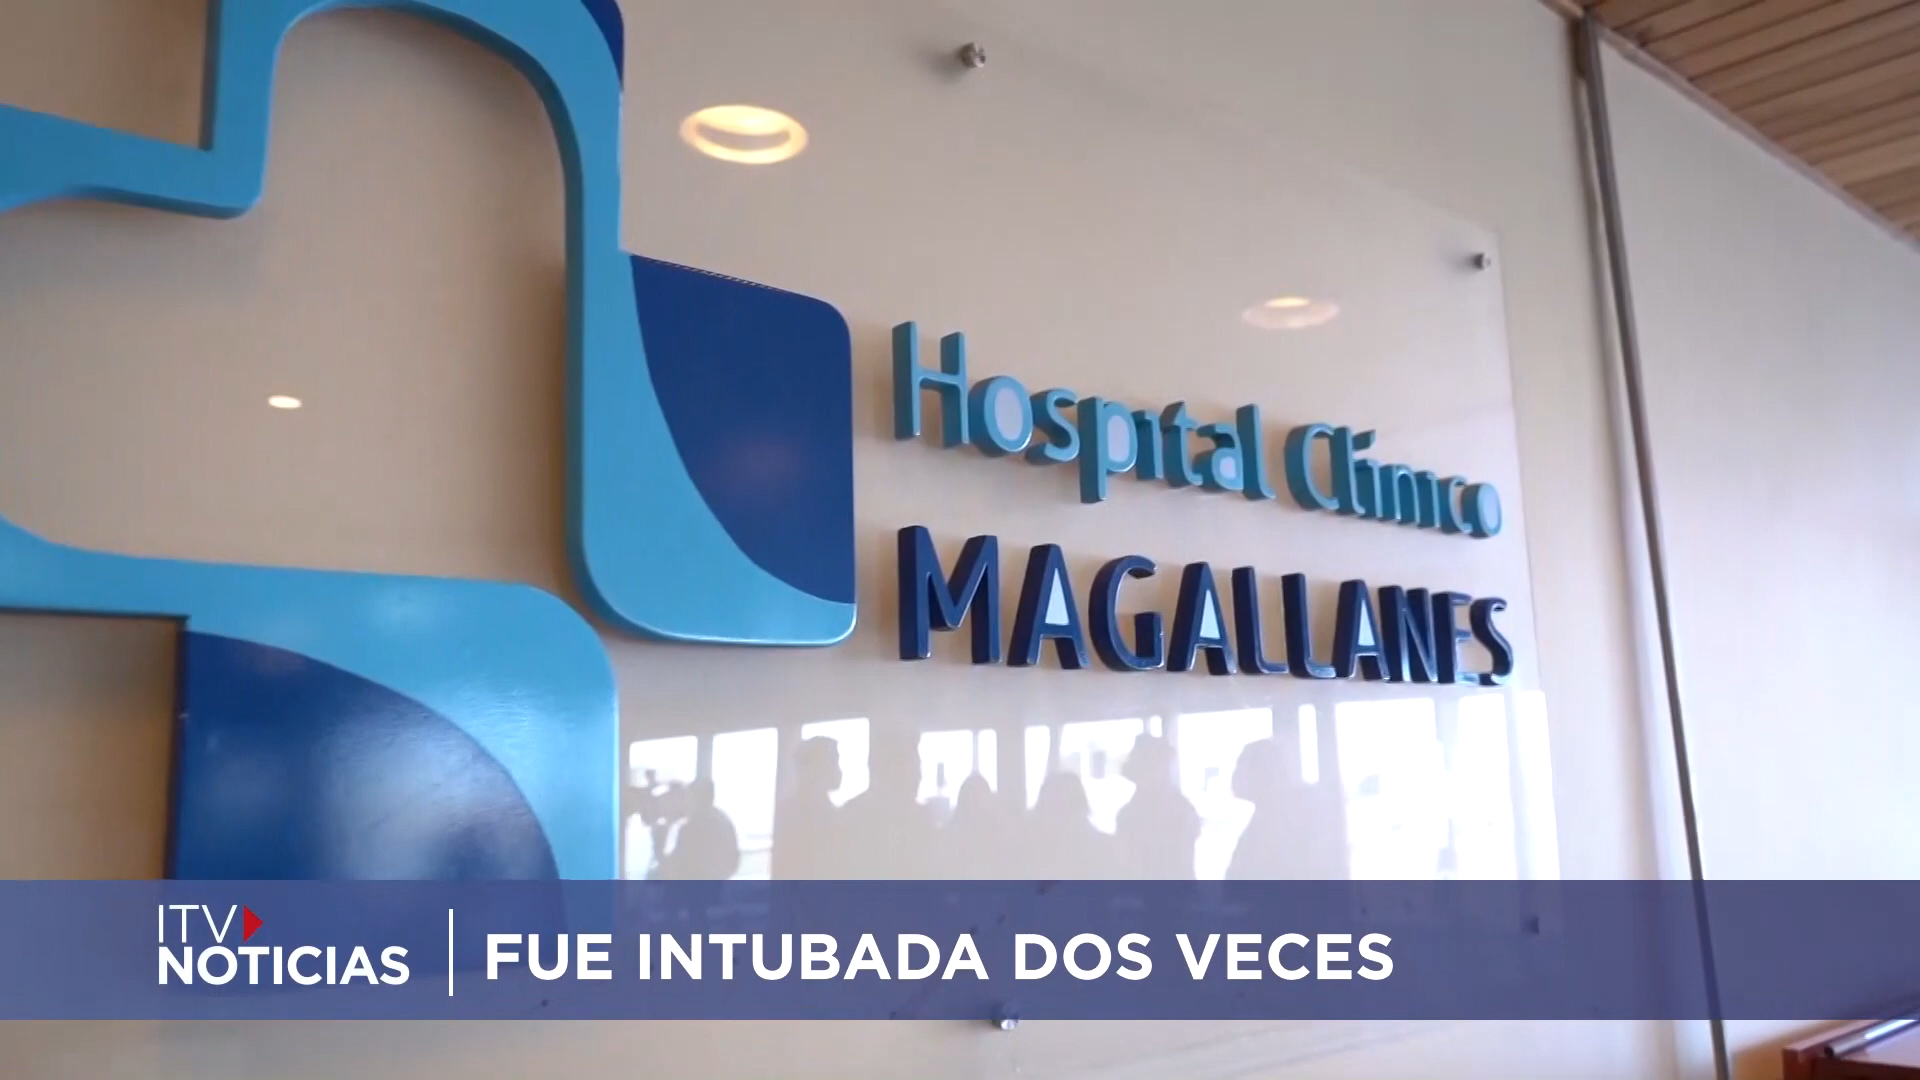 Hospital Clínico
MAGALLANES
ITV
NOTICIAS
FUE INTUBADA DOS VECES